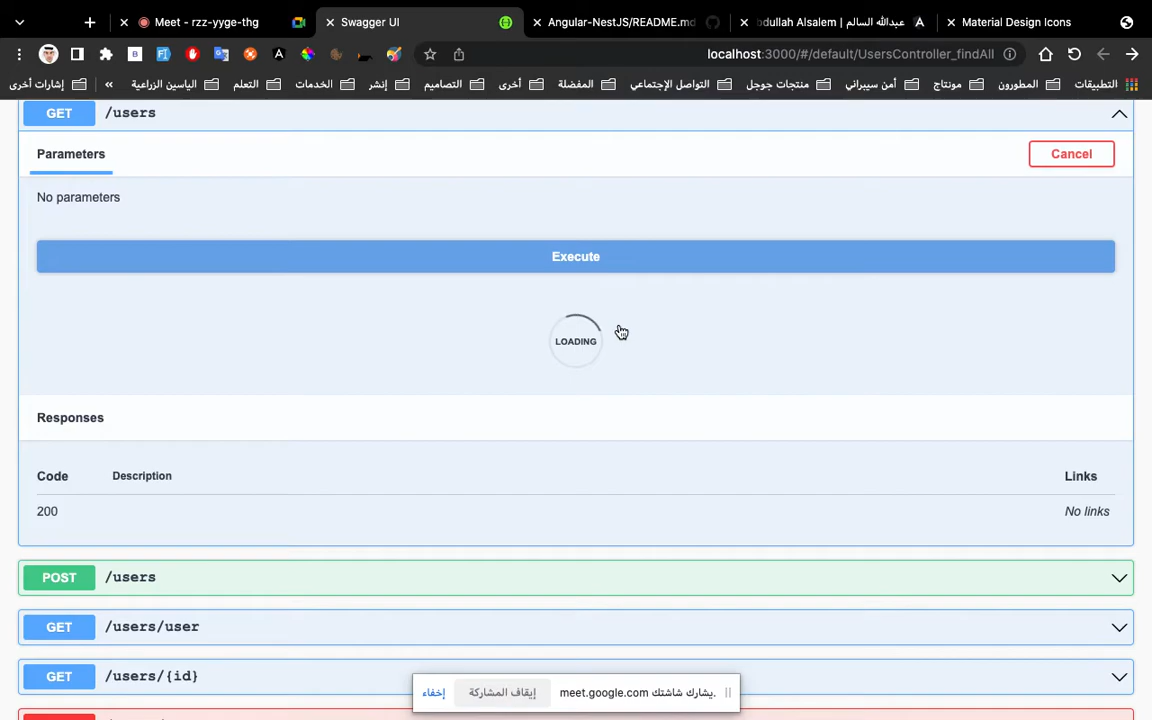 Meet - rzz-yyge-thg
Swagger UI
Angular-NestJS/README.md
عبدالله السالم | bdullah Alsalem
Material Design Icons
localhost:3000/#/default/UsersController_findAll
التطبيقات
المطورون
مونتاج
أمن سيبراني
منتجات جوجل
التواصل الإجتماعي
المفضلة
أخرى
التصاميم
إنشر
الخدمات
التعلم
الياسين الزراعية
»
إشارات أخرى
GET /users
Parameters
Cancel
No parameters
Execute
LOADING
Responses
Code Description Links
200 No links
POST /users
GET /users/user
GET /users/{id}
يشارك شاشتك meet.google.com.
إيقاف المشاركة
إخفاء